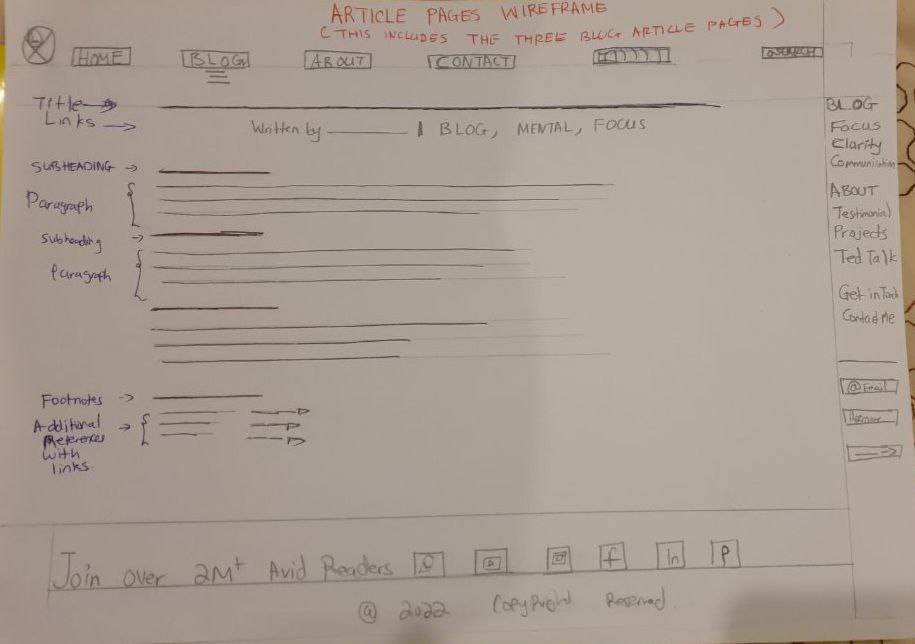 ARTICLE PAGES WIREFRAME
(THIS INCLUDES THE THREE BLOG ARTICLE PAGES)
HOME
BLOG
ABOUT
CONTACT
SEARCH
Title
Links
Written by
BLOG, MENTAL, FOCUS
SUBHEADING
Paragraph
Subheading
Paragraph
Footnotes
Additional
References
with
links
BLOG
Focus
Clarity
Communication
ABOUT
Testimonial
Projects
Ted Talk
Get in Touch
Contact Me
@ Email
Join over 2M+ Avid Readers
f
in
P
@ 2022 Copyright Reserved.